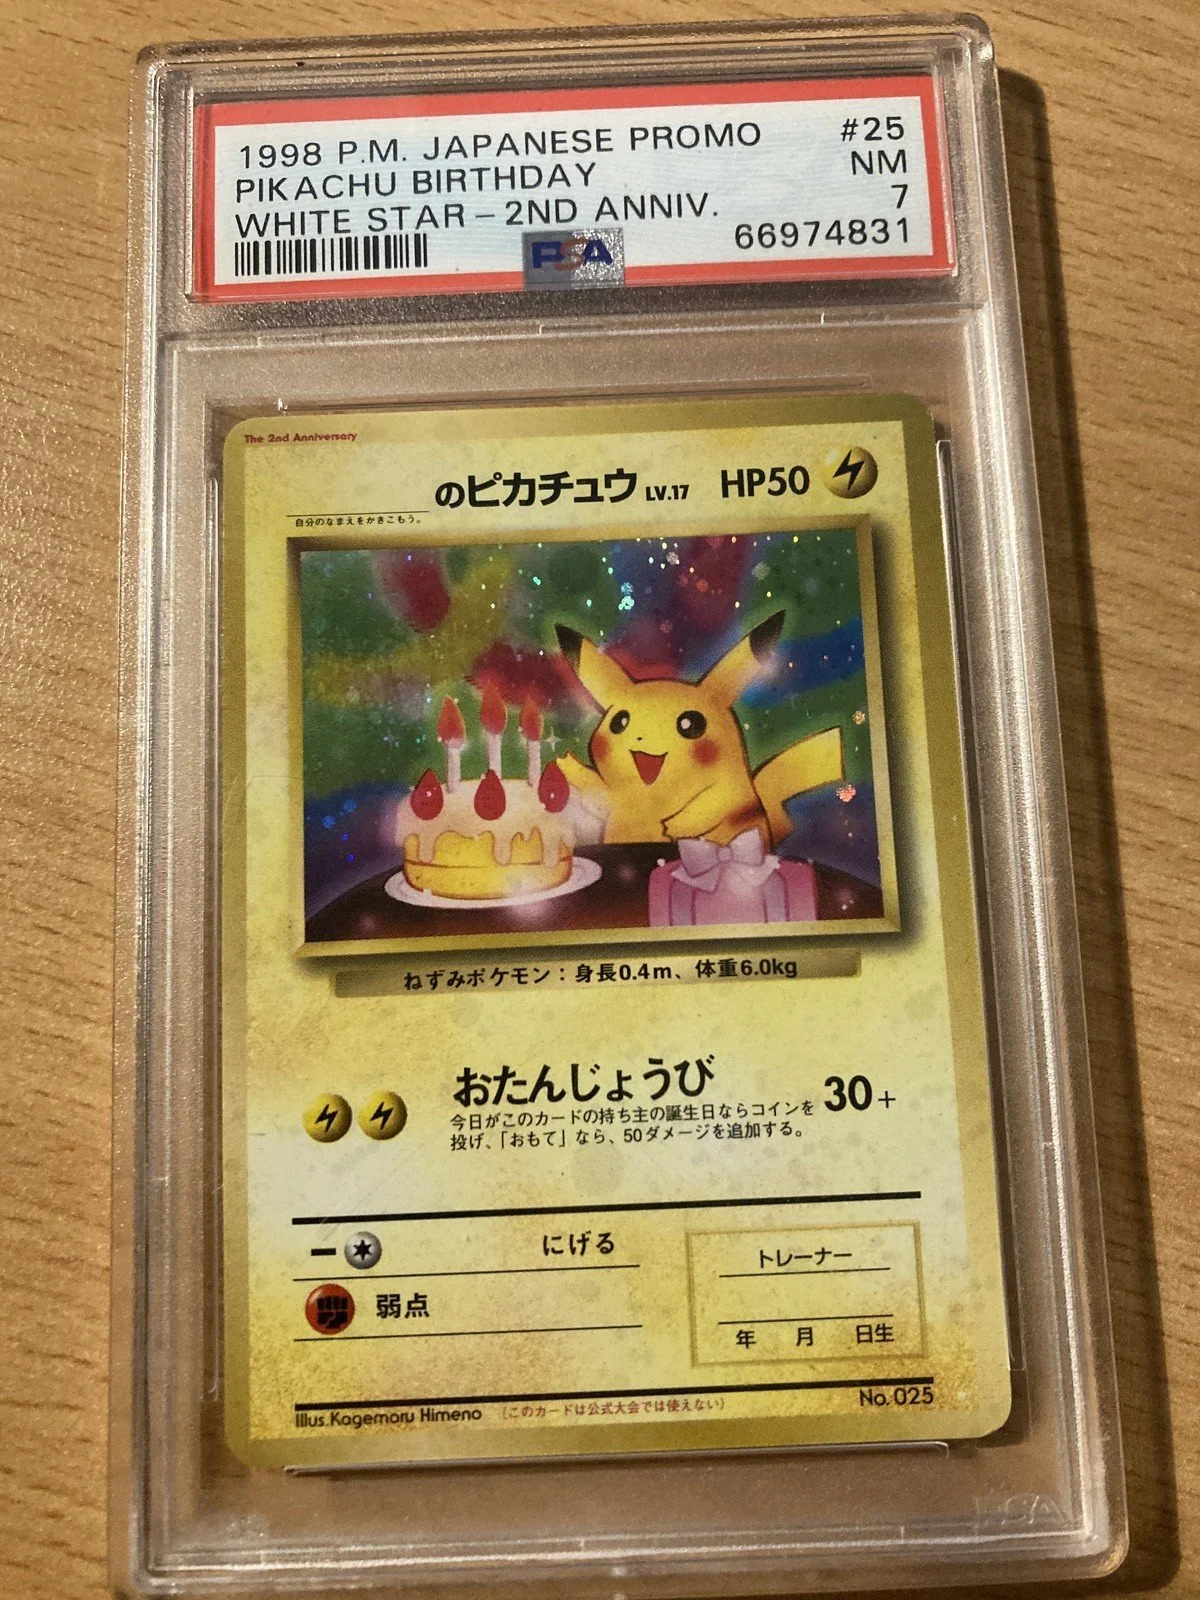 1998 P.M. JAPANESE PROMO #25
PIKACHU BIRTHDAY NM
WHITE STAR - 2ND ANNIV. 7
PSA 66974831
The 2nd Anniversary
のピカチュウ LV.17 HP50
自分のなまえをかきこもう。
ねずみポケモン：身長0.4m、体重6.0kg
おたんじょうび 30+
今日がこのカードの持ち主の誕生日ならコインを
投げ、「おもて」なら、50ダメージを追加する。
にげる
弱点
トレーナー
年 月 日生
Illus.Kagemaru Himeno (このカードは公式大会では使えない) No.025
PSA